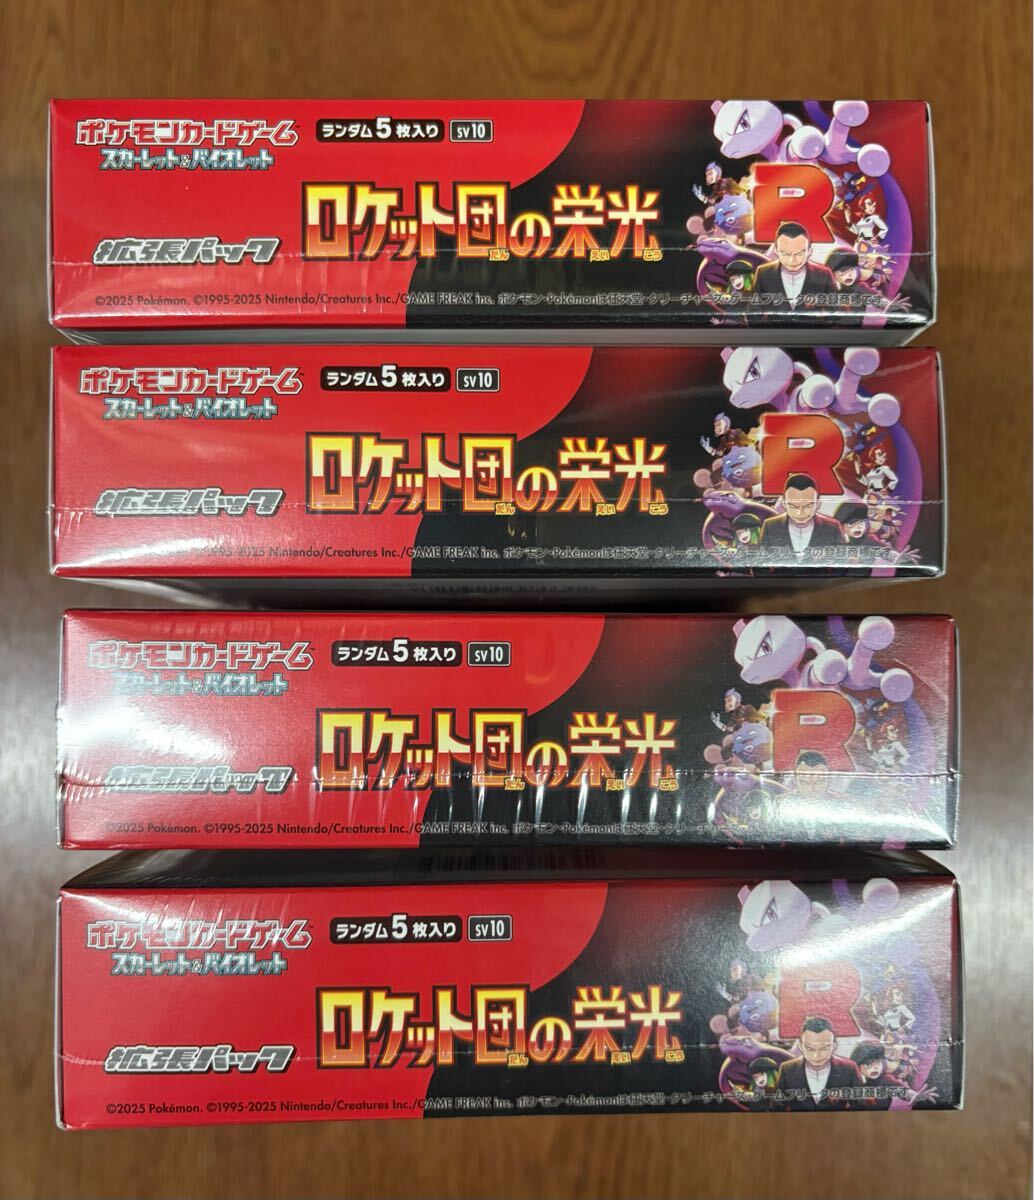 ポケモンカードゲーム
スカーレット&バイオレット
ランダム5枚入り SV10
ロケット団の栄光
だん えい こう
拡張パック
R
©2025 Pokémon. ©1995-2025 Nintendo/Creatures Inc./GAME FREAK inc. ポケモン・Pokémonは任天堂・クリーチャーズ・ゲームフリークの登録商標です。
ポケモンカードゲーム
スカーレット&バイオレット
ランダム5枚入り SV10
ロケット団の栄光
だん えい こう
拡張パック
R
©2025 Pokémon. ©1995-2025 Nintendo/Creatures Inc./GAME FREAK inc. ポケモン・Pokémonは任天堂・クリーチャーズ・ゲームフリークの登録商標です
ポケモンカードゲーム
スカーレット&バイオレット
ランダム5枚入り SV10
ロケット団の栄光
だん えい こう
拡張パック
R
©2025 Pokémon. ©1995-2025 Nintendo/Creatures Inc./GAME FREAK inc. ポケモン・Pokémonは任天堂・クリーチャーズ
ポケモンカードゲーム
スカーレット&バイオレット
ランダム5枚入り SV10
ロケット団の栄光
だん えい こう
拡張パック
R
©2025 Pokémon. ©1995-2025 Nintendo/Creatures Inc./GAME FREAK inc. ポケモン・Pokémonは任天堂・クリーチャーズ・ゲームフリークの登録商標です